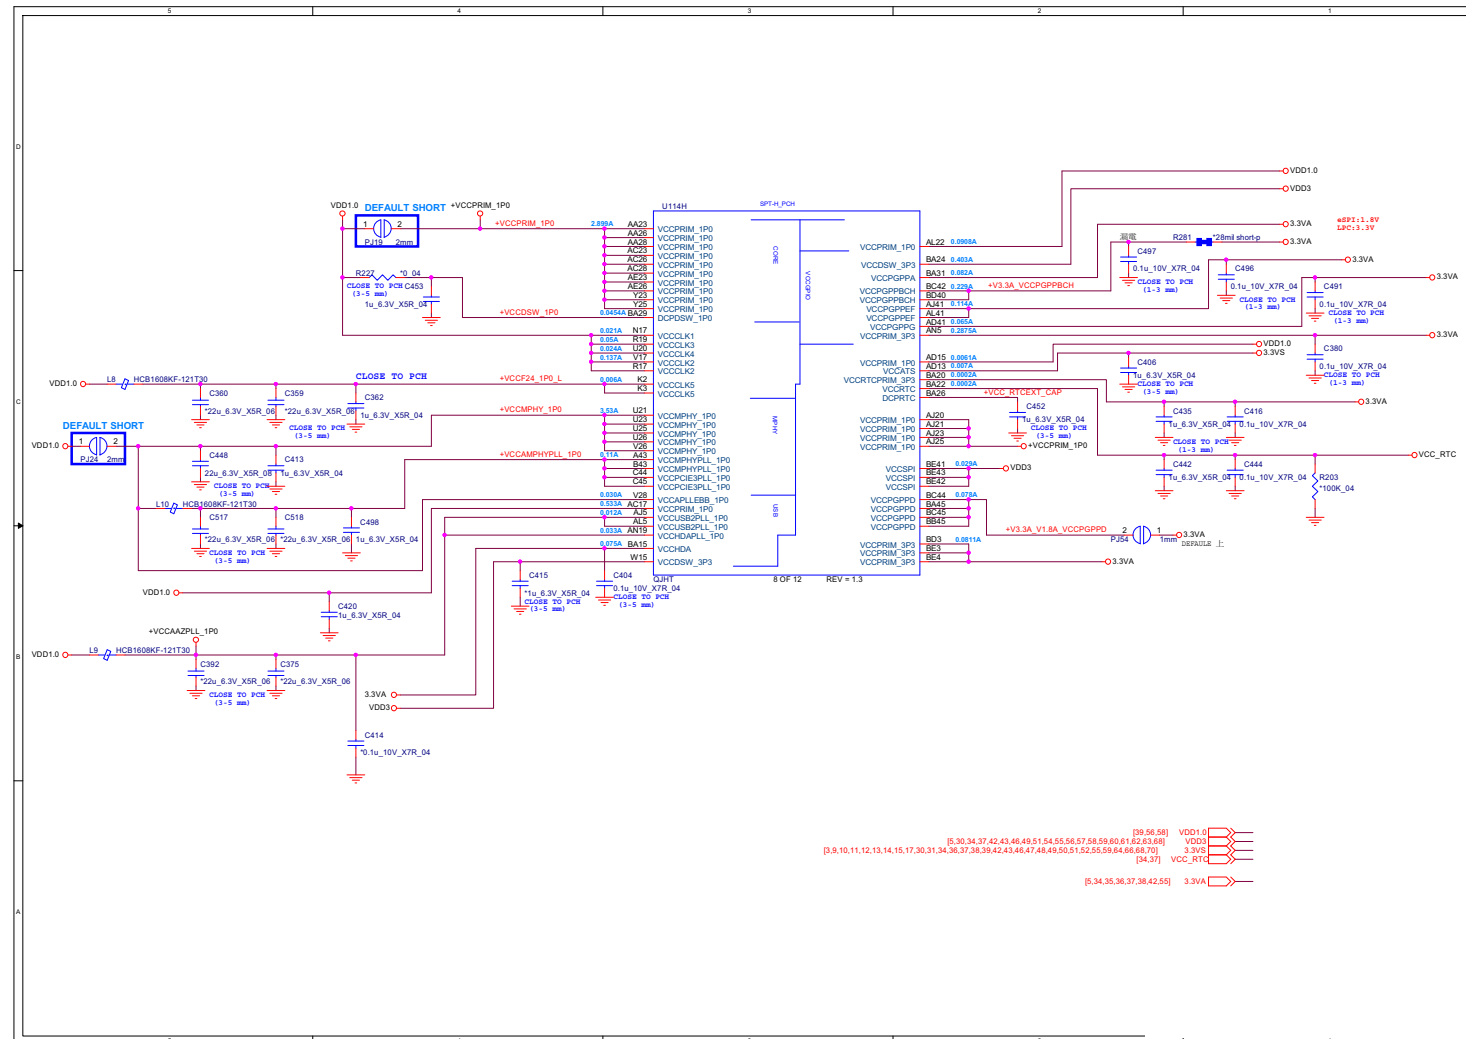 5 4 3 2 1
D
C
B
A
VDD1.0
DEFAULT SHORT
+VCCPRIM_1P0
1 2
PJ19 2mm
+VCCPRIM_1P0
2.899A
R227 *0_04
CLOSE TO PCH
(3-5 mm)
C453
1u_6.3V_X5R_04
+VCCDSW_1P0
0.0454A
0.021A
0.05A
0.024A
0.137A
VDD1.0
L8 HCB1608KF-121T30
CLOSE TO PCH
+VCCF24_1P0_L
0.006A
C360
*22u_6.3V_X5R_06
C359
*22u_6.3V_X5R_06
C362
1u_6.3V_X5R_04
CLOSE TO PCH
(3-5 mm)
DEFAULT SHORT
+VCCMPHY_1P0
3.53A
VDD1.0
1 2
PJ24 2mm
C448
22u_6.3V_X5R_08
C413
1u_6.3V_X5R_04
CLOSE TO PCH
(3-5 mm)
+VCCAMPHYPLL_1P0
0.11A
L10 HCB1608KF-121T30
C517
*22u_6.3V_X5R_06
C518
*22u_6.3V_X5R_06
C498
1u_6.3V_X5R_04
CLOSE TO PCH
(3-5 mm)
0.030A
0.533A
0.012A
0.033A
0.075A
VDD1.0
C420
1u_6.3V_X5R_04
+VCCAAZPLL_1P0
VDD1.0
L9 HCB1608KF-121T30
C392
*22u_6.3V_X5R_06
C375
*22u_6.3V_X5R_06
CLOSE TO PCH
(3-5 mm)
3.3VA
VDD3
C414
*0.1u_10V_X7R_04
C415
*1u_6.3V_X5R_04
CLOSE TO PCH
(3-5 mm)
C404
0.1u_10V_X7R_04
CLOSE TO PCH
(3-5 mm)
U114H
SPT-H_PCH
AA23 VCCPRIM_1P0
AA26 VCCPRIM_1P0
AA28 VCCPRIM_1P0
AC23 VCCPRIM_1P0
AC26 VCCPRIM_1P0
AC28 VCCPRIM_1P0
AE23 VCCPRIM_1P0
AE26 VCCPRIM_1P0
Y23 VCCPRIM_1P0
Y25 VCCPRIM_1P0
BA29 DCPDSW_1P0
N17 VCCCLK1
R19 VCCCLK3
U20 VCCCLK4
V17 VCCCLK2
R17 VCCCLK2
K2 VCCCLK5
K3 VCCCLK5
U21 VCCMPHY_1P0
U23 VCCMPHY_1P0
U25 VCCMPHY_1P0
U26 VCCMPHY_1P0
V26 VCCMPHY_1P0
A43 VCCMPHYPLL_1P0
B43 VCCMPHYPLL_1P0
C44 VCCPCIE3PLL_1P0
C45 VCCPCIE3PLL_1P0
V28 VCCAPLLEBB_1P0
AC17 VCCPRIM_1P0
AJ5 VCCUSB2PLL_1P0
AL5 VCCUSB2PLL_1P0
AN19 VCCHDAPLL_1P0
BA15 VCCHDA
W15 VCCDSW_3P3
CORE
VCCGPIO
MPHY
USB
QJHT
8 OF 12
REV = 1.3
VCCPRIM_1P0 AL22 0.0908A
VCCDSW_3P3 BA24 0.403A
VCCPGPPA BA31 0.082A
VCCPGPPBCH BC42 0.229A
VCCPGPPBCH BD40
VCCPGPPEF AJ41 0.114A
VCCPGPPEF AL41
VCCPGPPG AD41 0.065A
VCCPRIM_3P3 AN5 0.2875A
VCCPRIM_1P0 AD15 0.0061A
VCCATS AD13 0.007A
VCCRTCPRIM_3P3 BA20 0.0002A
VCCRTC BA22 0.0002A
DCPRTC BA26
VCCPRIM_1P0 AJ20
VCCPRIM_1P0 AJ21
VCCPRIM_1P0 AJ23
VCCPRIM_1P0 AJ25
VCCSPI BE41 0.029A
VCCSPI BE43
VCCSPI BE42
VCCPGPPD BC44 0.078A
VCCPGPPD BA45
VCCPGPPD BC45
VCCPGPPD BB45
VCCPRIM_3P3 BD3 0.0811A
VCCPRIM_3P3 BE3
VCCPRIM_3P3 BE4
VDD1.0
VDD3
3.3VA
eSPI:1.8V
LPC:3.3V
漏電
R281 *28mil short-p
3.3VA
C497
0.1u_10V_X7R_04
CLOSE TO PCH
(1-3 mm)
+V3.3A_VCCPGPPBCH
3.3VA
C496
0.1u_10V_X7R_04
CLOSE TO PCH
(1-3 mm)
3.3VA
C491
0.1u_10V_X7R_04
CLOSE TO PCH
(1-3 mm)
3.3VA
C380
0.1u_10V_X7R_04
CLOSE TO PCH
(1-3 mm)
VDD1.0
3.3VS
C406
1u_6.3V_X5R_04
CLOSE TO PCH
(3-5 mm)
+VCC_RTCEXT_CAP
C452
1u_6.3V_X5R_04
CLOSE TO PCH
(3-5 mm)
3.3VA
C435
1u_6.3V_X5R_04
C416
0.1u_10V_X7R_04
CLOSE TO PCH
(1-3 mm)
+VCCPRIM_1P0
VCC_RTC
C442
1u_6.3V_X5R_04
C444
0.1u_10V_X7R_04
R203
*100K_04
VDD3
+V3.3A_V1.8A_VCCPGPPD
2 1
PJ54 1mm
3.3VA
DEFAULE 上
3.3VA
[39,56,58] VDD1.0
[5,30,34,37,42,43,46,49,51,54,55,56,57,58,59,60,61,62,63,68] VDD3
[3,9,10,11,12,13,14,15,17,30,31,34,36,37,38,39,42,43,46,47,48,49,50,51,52,55,59,64,66,68,70] 3.3VS
[34,37] VCC_RTC
[5,34,35,36,37,38,42,55] 3.3VA